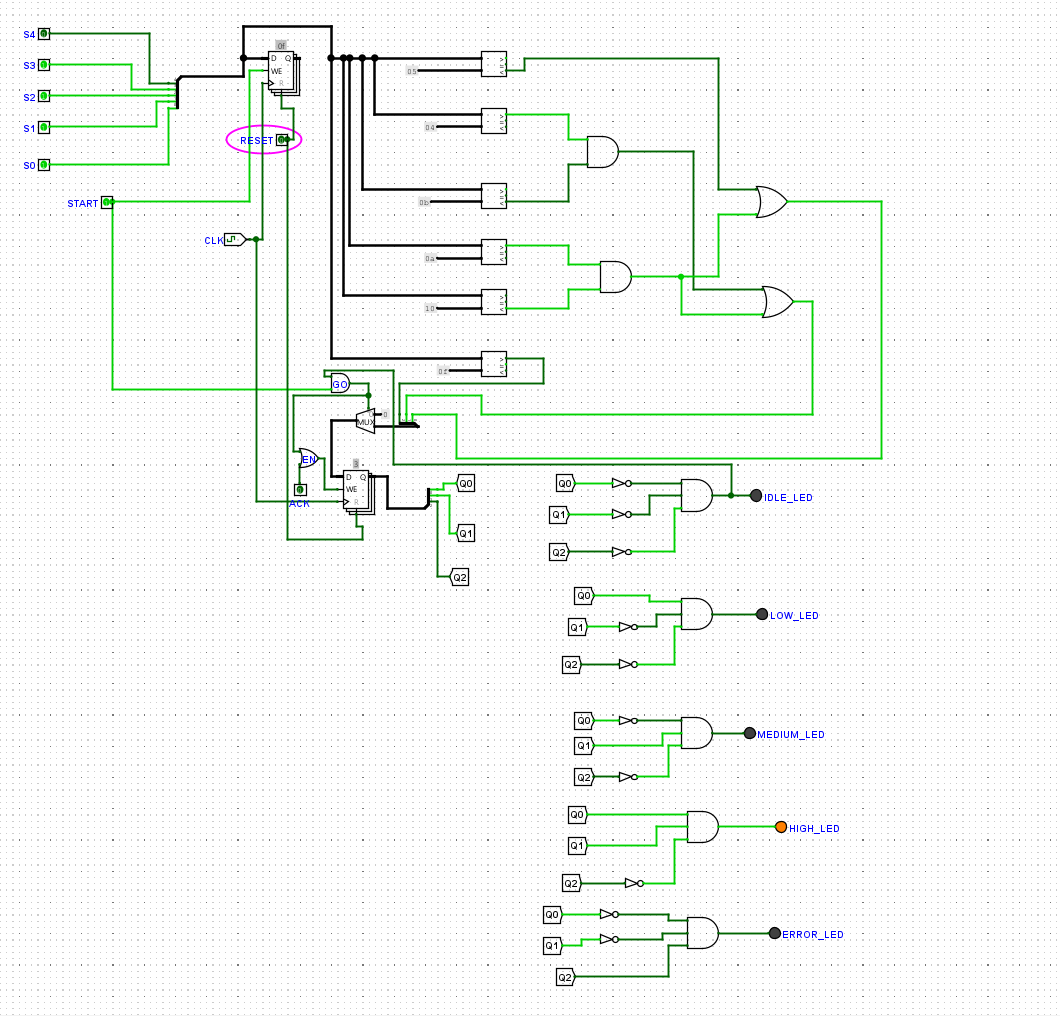 S4
S3
S2
S1
S0
0f
D Q
WE
R
RESET
START
CLK
05
04
0b
0a
10
0f
GO
0
MUX
EN
ACK
D Q
WE
R
Q0
Q1
Q2
Q0
Q1
Q2
IDLE_LED
Q0
Q1
Q2
LOW_LED
Q0
Q1
Q2
MEDIUM_LED
Q0
Q1
Q2
HIGH_LED
Q0
Q1
Q2
ERROR_LED